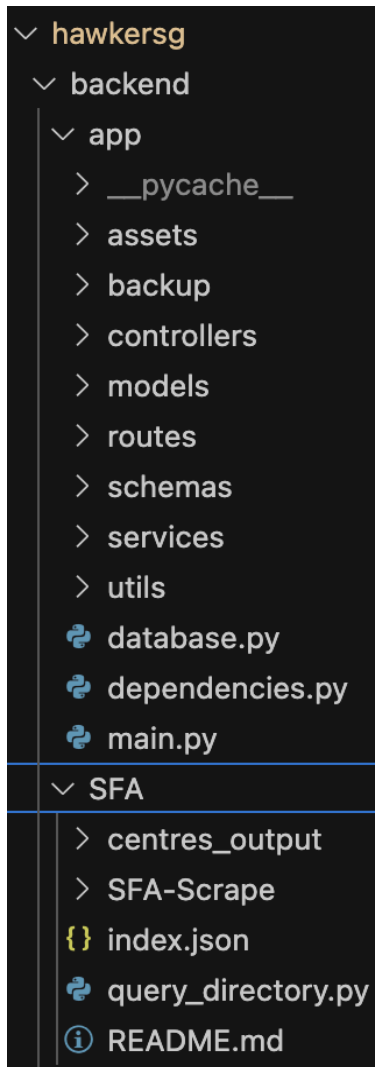 hawkersg
backend
app
__pycache__
assets
backup
controllers
models
routes
schemas
services
utils
database.py
dependencies.py
main.py
SFA
centres_output
SFA-Scrape
{} index.json
query_directory.py
README.md